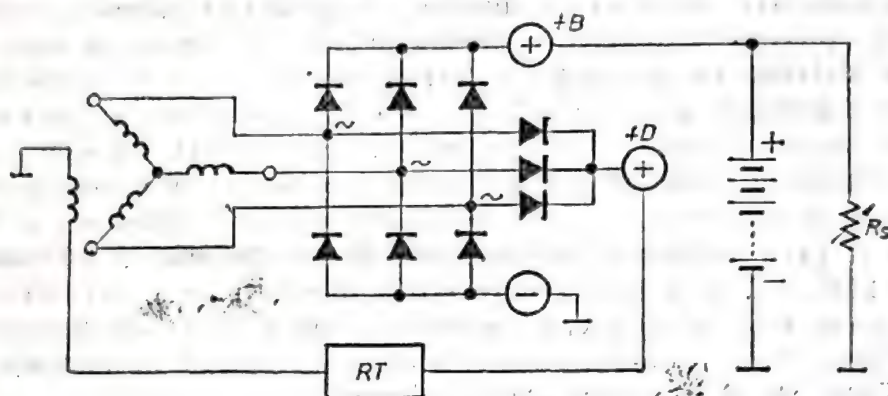 +B
~
+D
~
~
+
−
RT
+
−
Rs